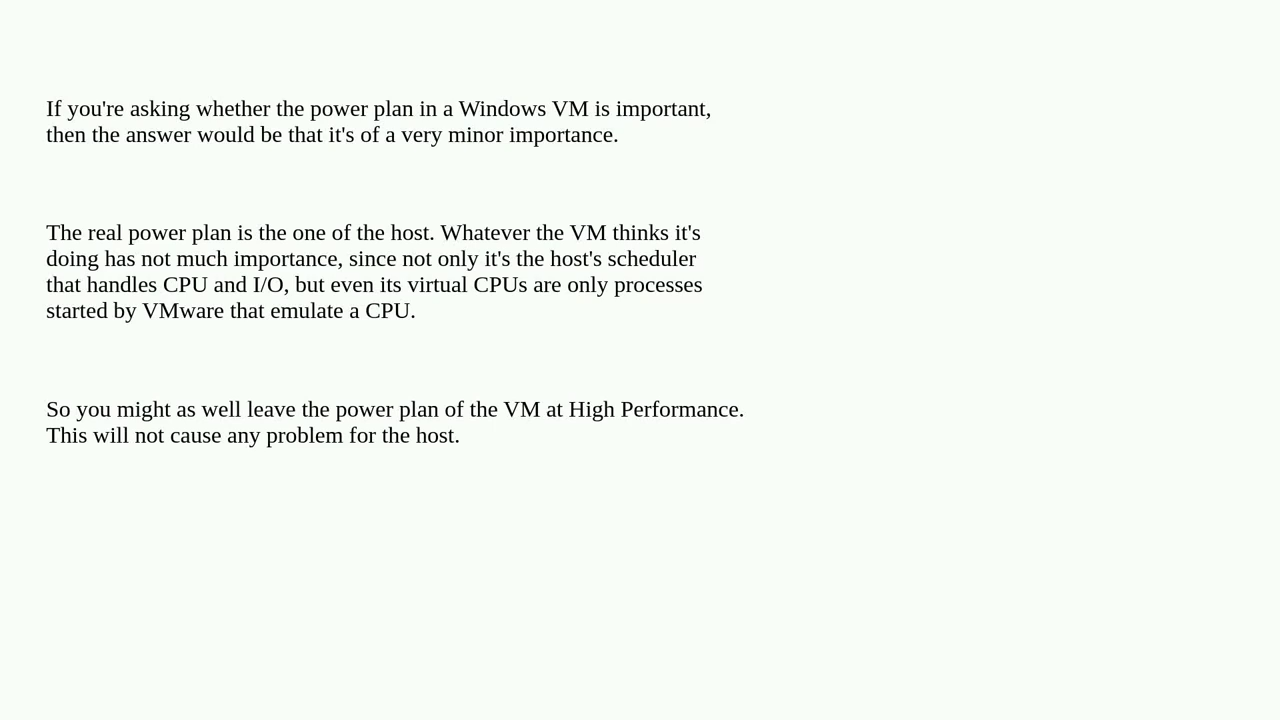 If you're asking whether the power plan in a Windows VM is important,
then the answer would be that it's of a very minor importance.
The real power plan is the one of the host. Whatever the VM thinks it's
doing has not much importance, since not only it's the host's scheduler
that handles CPU and I/O, but even its virtual CPUs are only processes
started by VMware that emulate a CPU.
So you might as well leave the power plan of the VM at High Performance.
This will not cause any problem for the host.